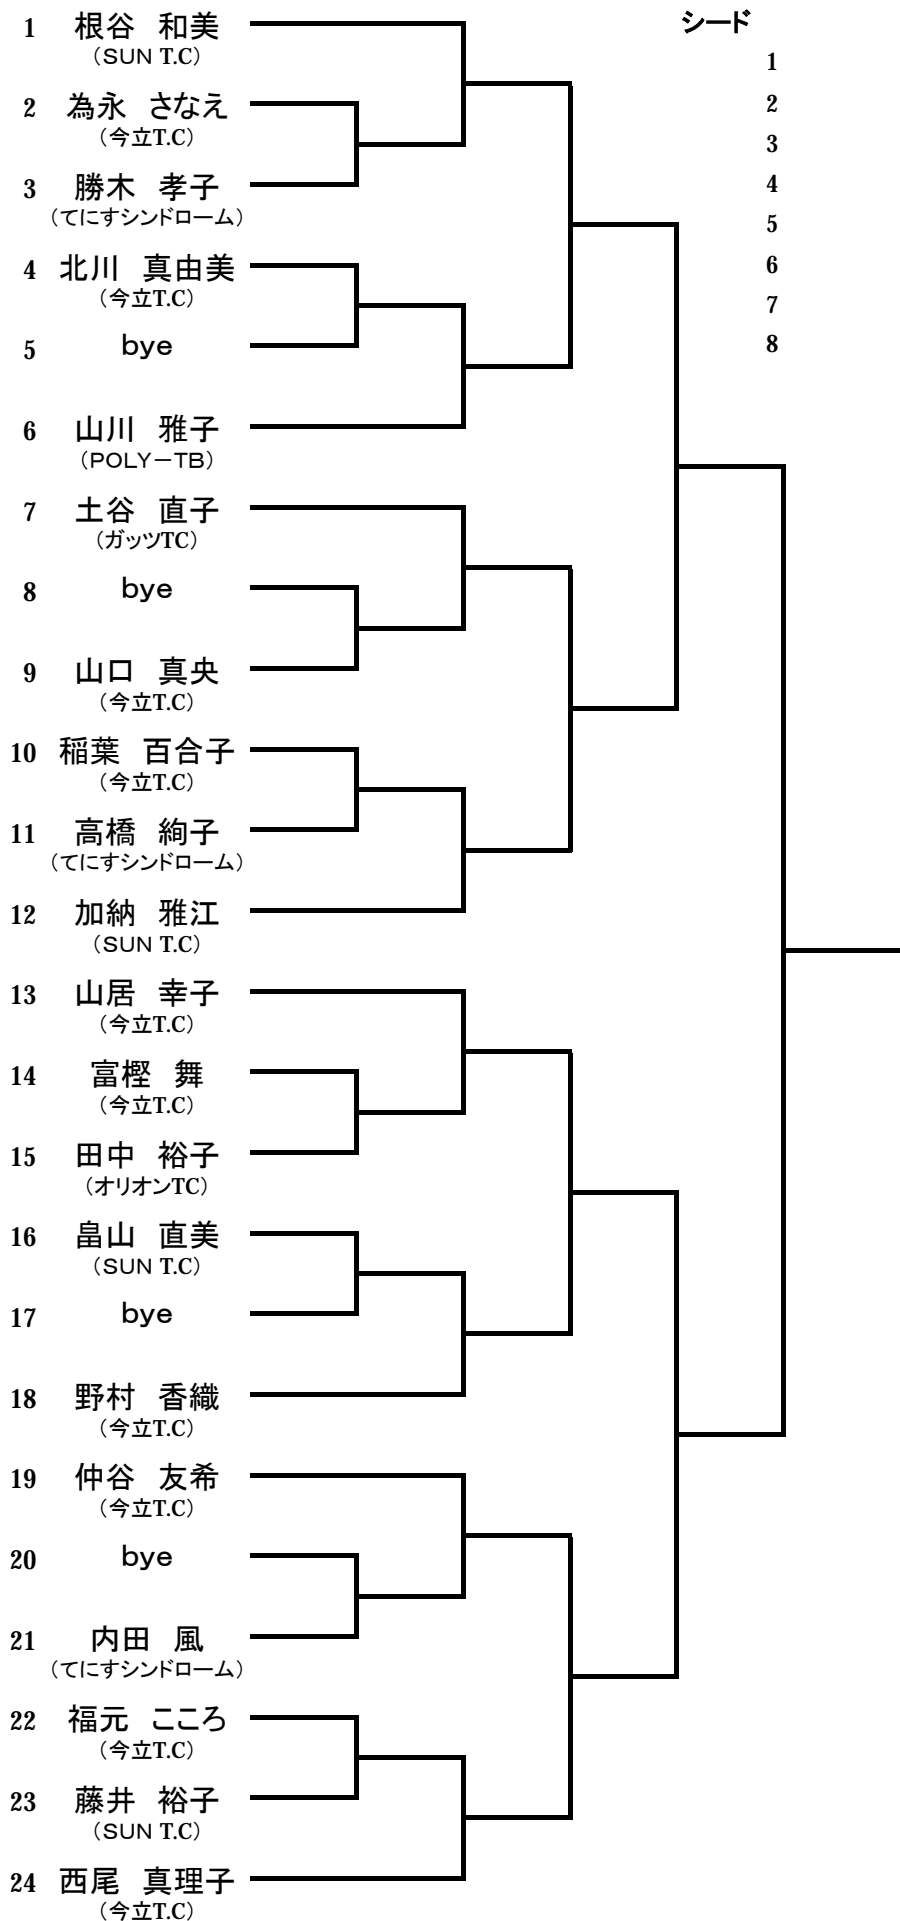 シード
1
2
3
4
5
6
7
8
1 根谷　和美
（SUN T.C）
2 為永　さなえ
（今立T.C）
3 勝木　孝子
（てにすシンドローム）
4 北川　真由美
（今立T.C）
5 bye
6 山川　雅子
（POLY－TB）
7 土谷　直子
（ガッツTC）
8 bye
9 山口　真央
（今立T.C）
10 稲葉　百合子
（今立T.C）
11 高橋　絢子
（てにすシンドローム）
12 加納　雅江
（SUN T.C）
13 山居　幸子
（今立T.C）
14 富樫　舞
（今立T.C）
15 田中　裕子
（オリオンTC）
16 畠山　直美
（SUN T.C）
17 bye
18 野村　香織
（今立T.C）
19 仲谷　友希
（今立T.C）
20 bye
21 内田　風
（てにすシンドローム）
22 福元　こころ
（今立T.C）
23 藤井　裕子
（SUN T.C）
24 西尾　真理子
（今立T.C）